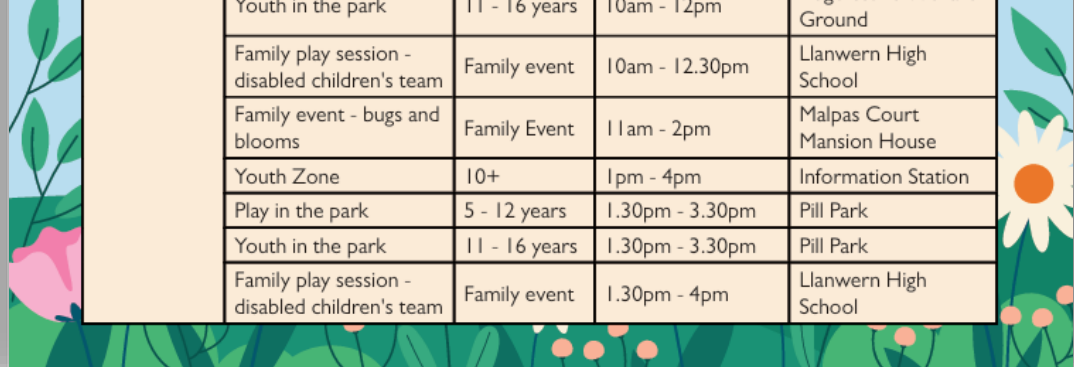 Youth in the park 11 - 16 years 10am - 12pm
Ground
Family play session -
disabled children's team Family event 10am - 12.30pm Llanwern High
School
Family event - bugs and
blooms Family Event 11am - 2pm Malpas Court
Mansion House
Youth Zone 10+ 1pm - 4pm Information Station
Play in the park 5 - 12 years 1.30pm - 3.30pm Pill Park
Youth in the park 11 - 16 years 1.30pm - 3.30pm Pill Park
Family play session -
disabled children's team Family event 1.30pm - 4pm Llanwern High
School